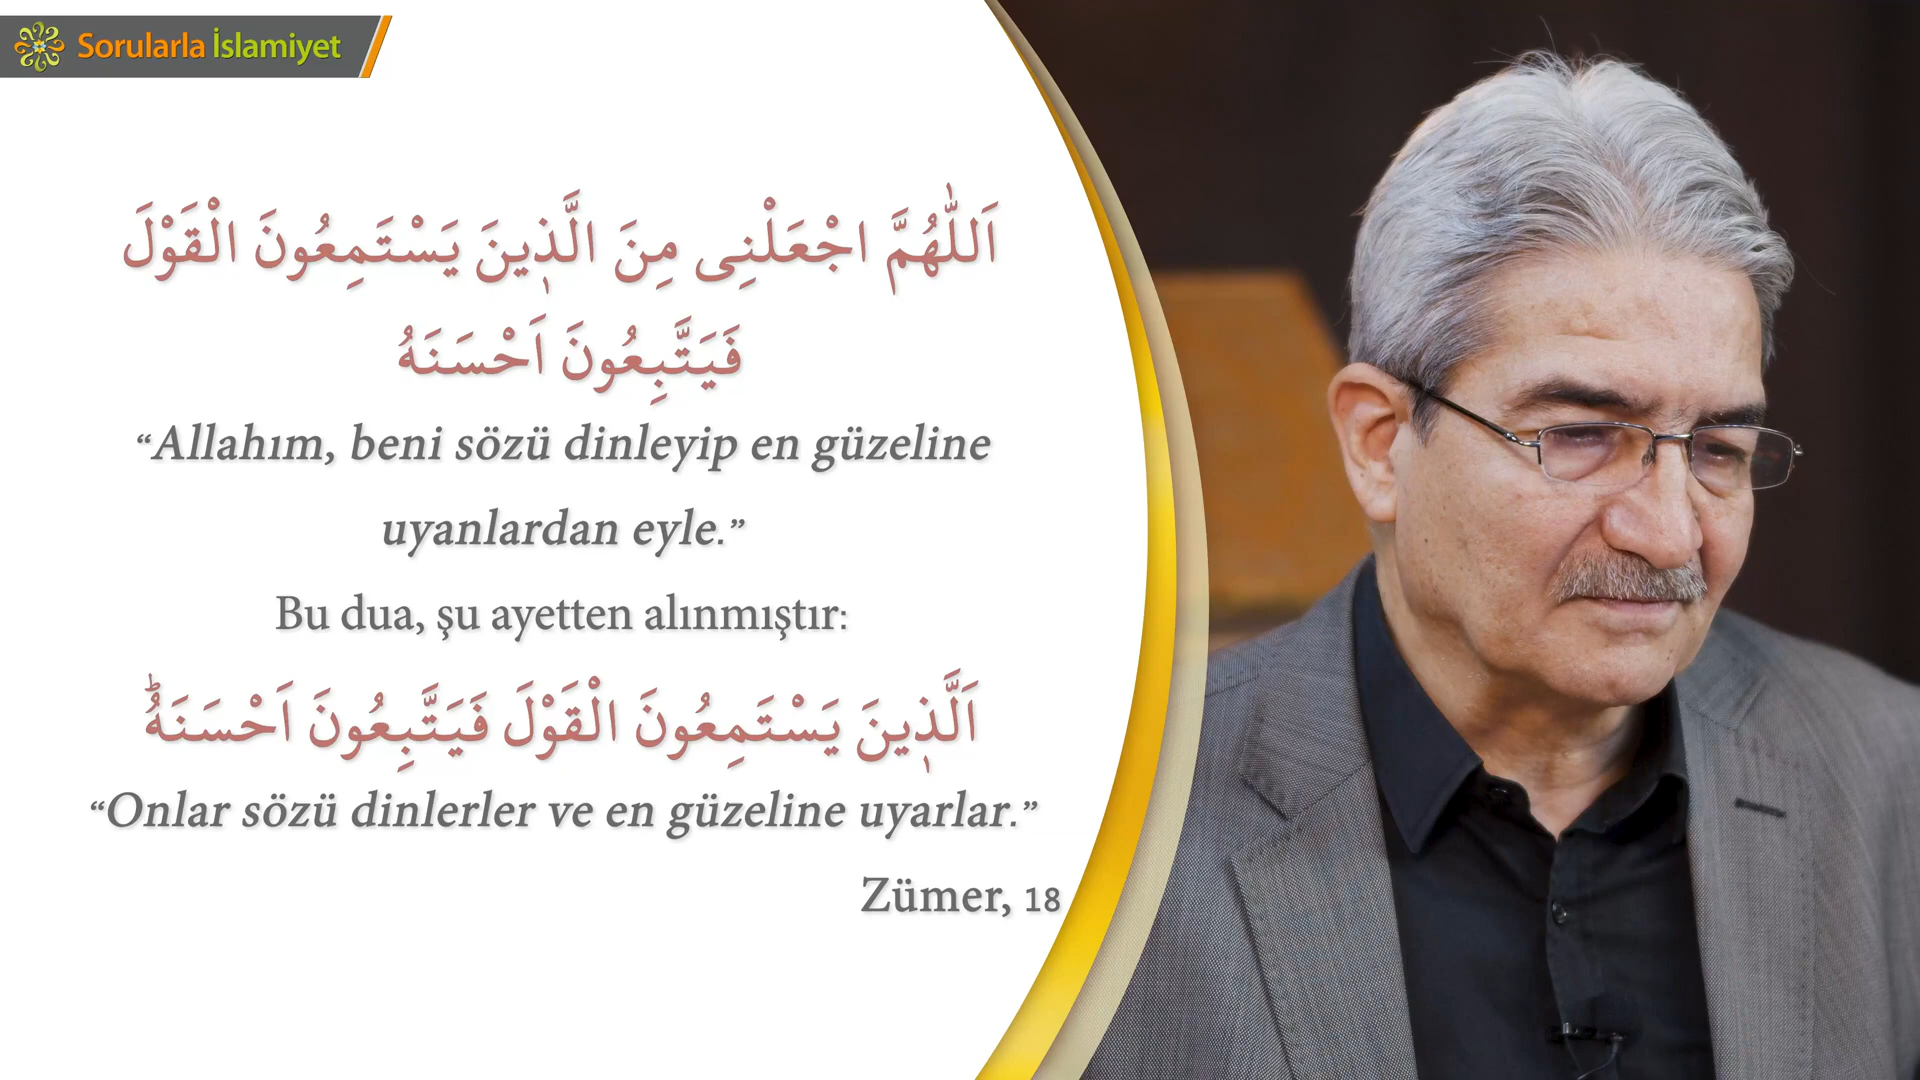 Sorularla İslamiyet
اَللّٰهُمَّ اجْعَلْنِى مِنَ الَّذ۪ينَ يَسْتَمِعُونَ الْقَوْلَ
فَيَتَّبِعُونَ اَحْسَنَهُ
“Allahım, beni sözü dinleyip en güzeline
uyanlardan eyle.”
Bu dua, şu ayetten alınmıştır:
اَلَّذ۪ينَ يَسْتَمِعُونَ الْقَوْلَ فَيَتَّبِعُونَ اَحْسَنَهُۜ
“Onlar sözü dinlerler ve en güzeline uyarlar.”
Zümer, 18